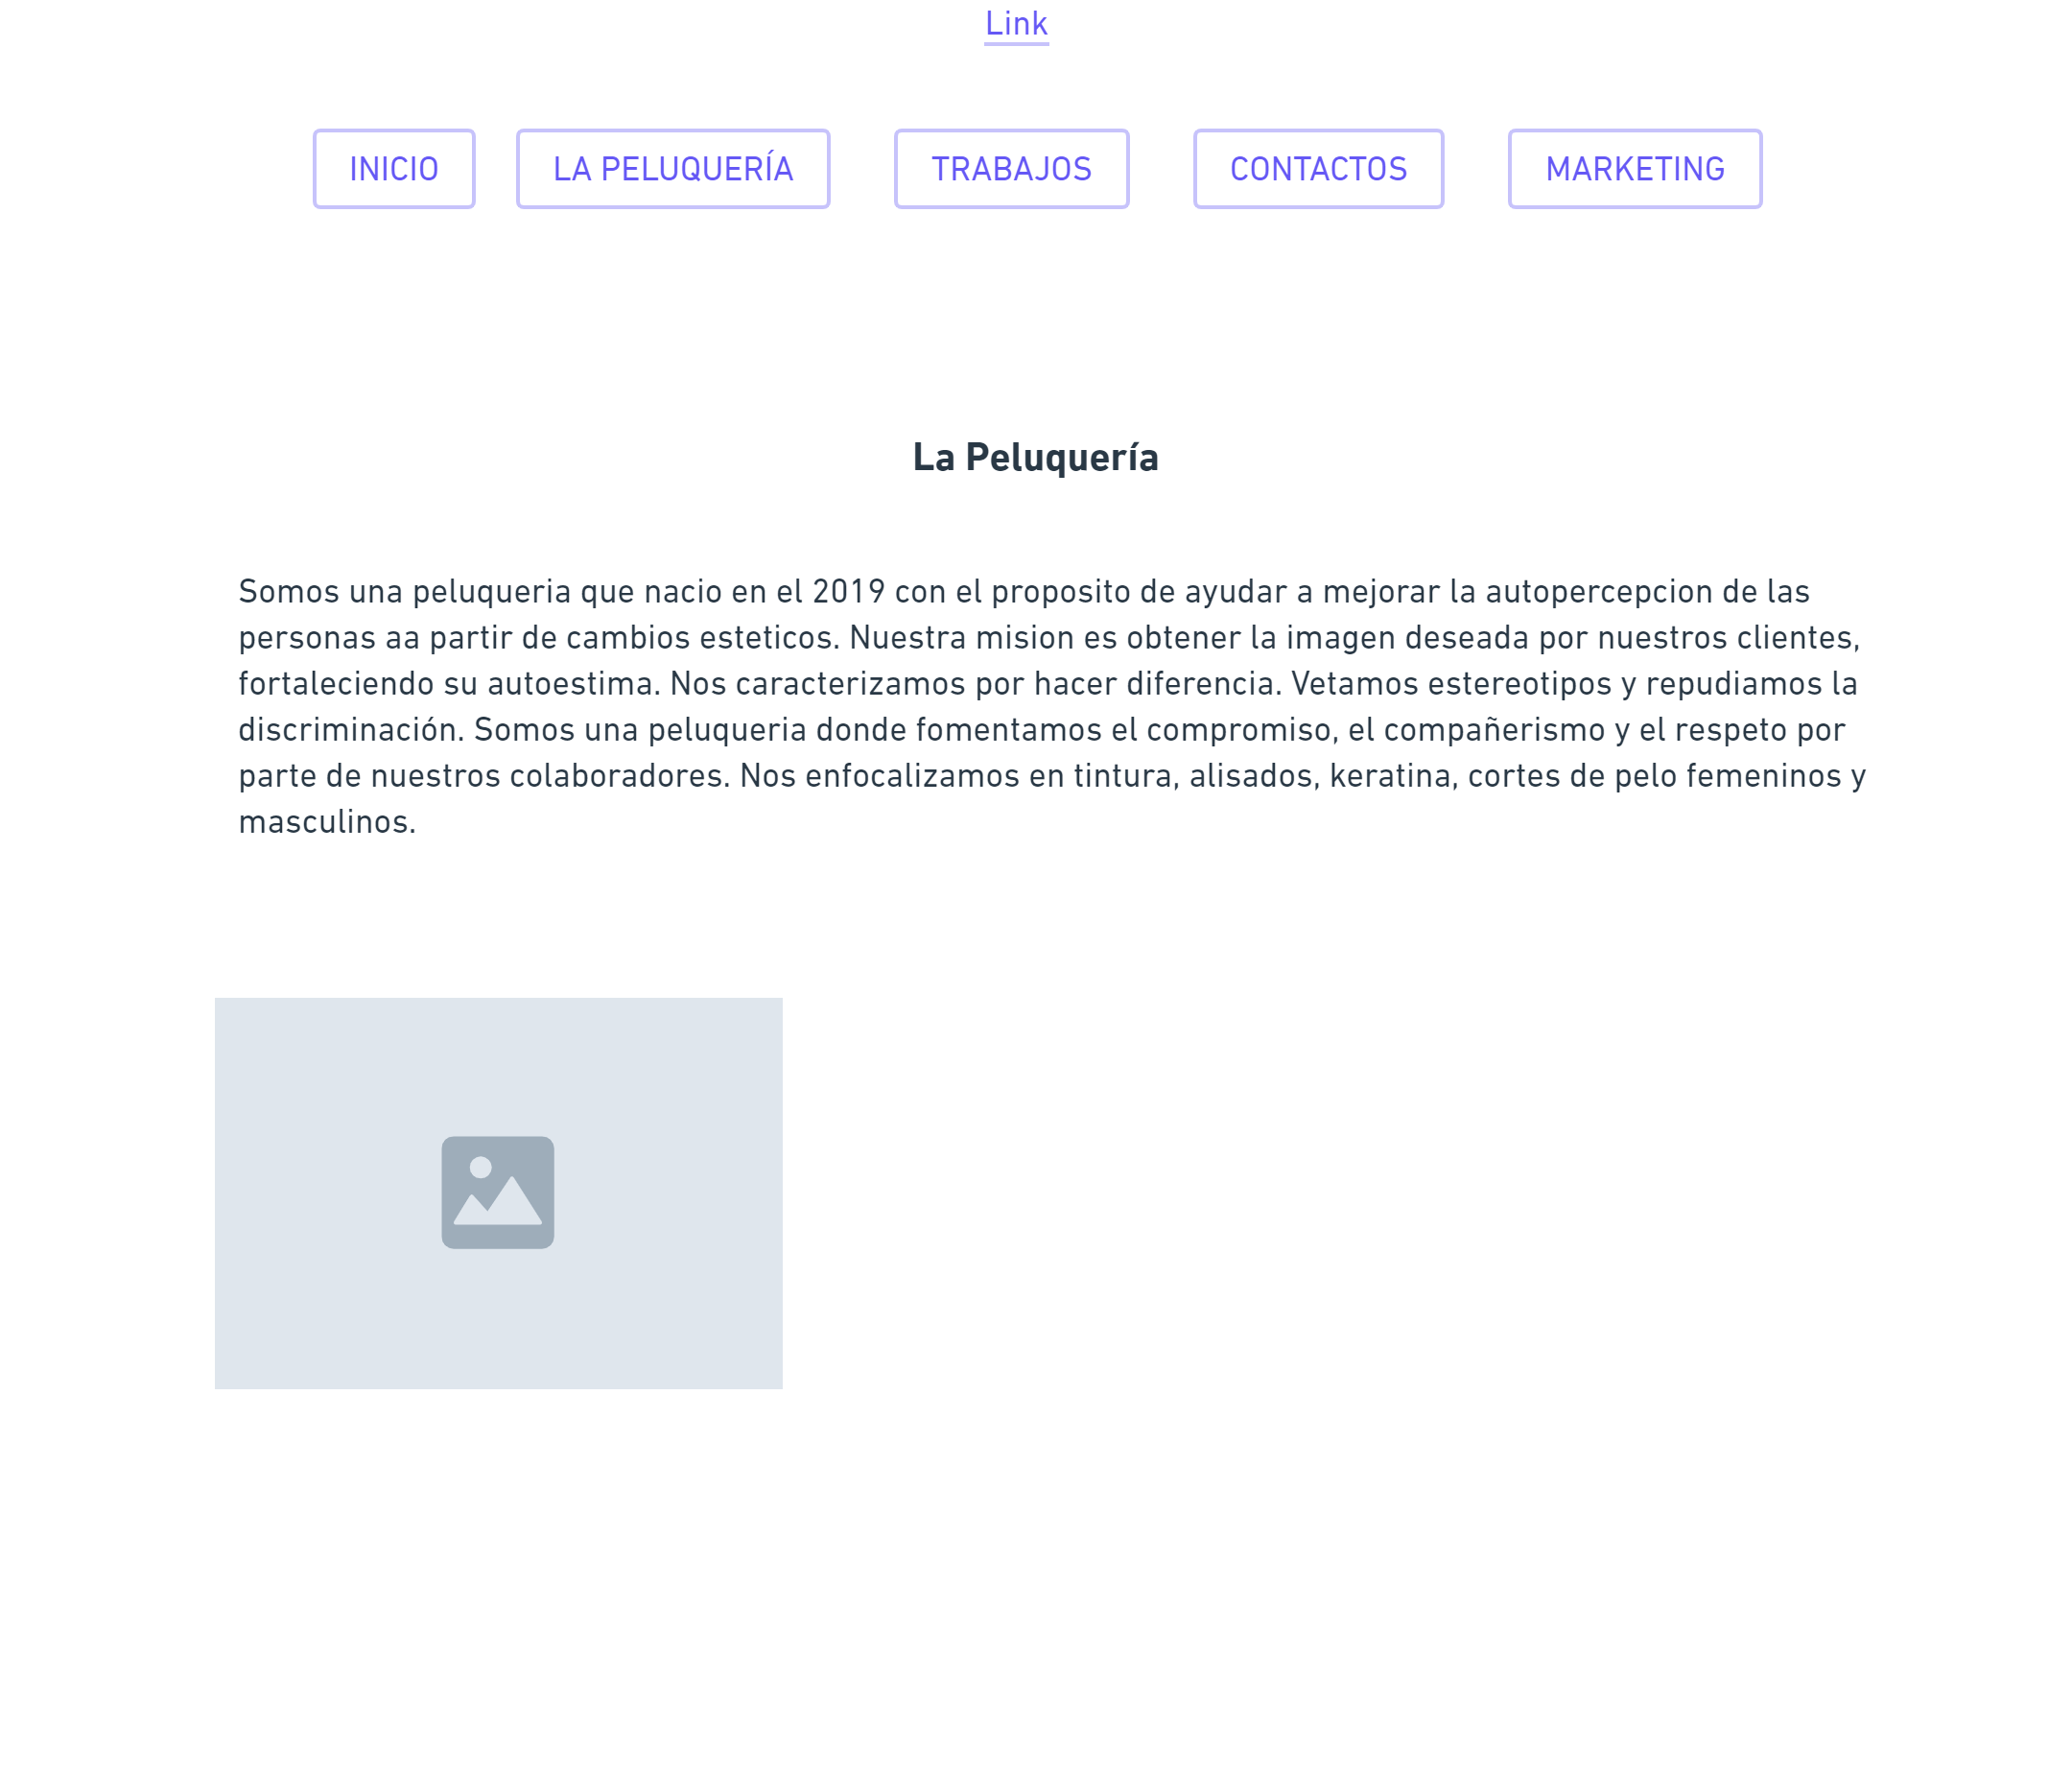 Link
INICIO
LA PELUQUERÍA
TRABAJOS
CONTACTOS
MARKETING
La Peluquería
Somos una peluqueria que nacio en el 2019 con el proposito de ayudar a mejorar la autopercepcion de las
personas aa partir de cambios esteticos. Nuestra mision es obtener la imagen deseada por nuestros clientes,
fortaleciendo su autoestima. Nos caracterizamos por hacer diferencia. Vetamos estereotipos y repudiamos la
discriminación. Somos una peluqueria donde fomentamos el compromiso, el compañerismo y el respeto por
parte de nuestros colaboradores. Nos enfocalizamos en tintura, alisados, keratina, cortes de pelo femeninos y
masculinos.